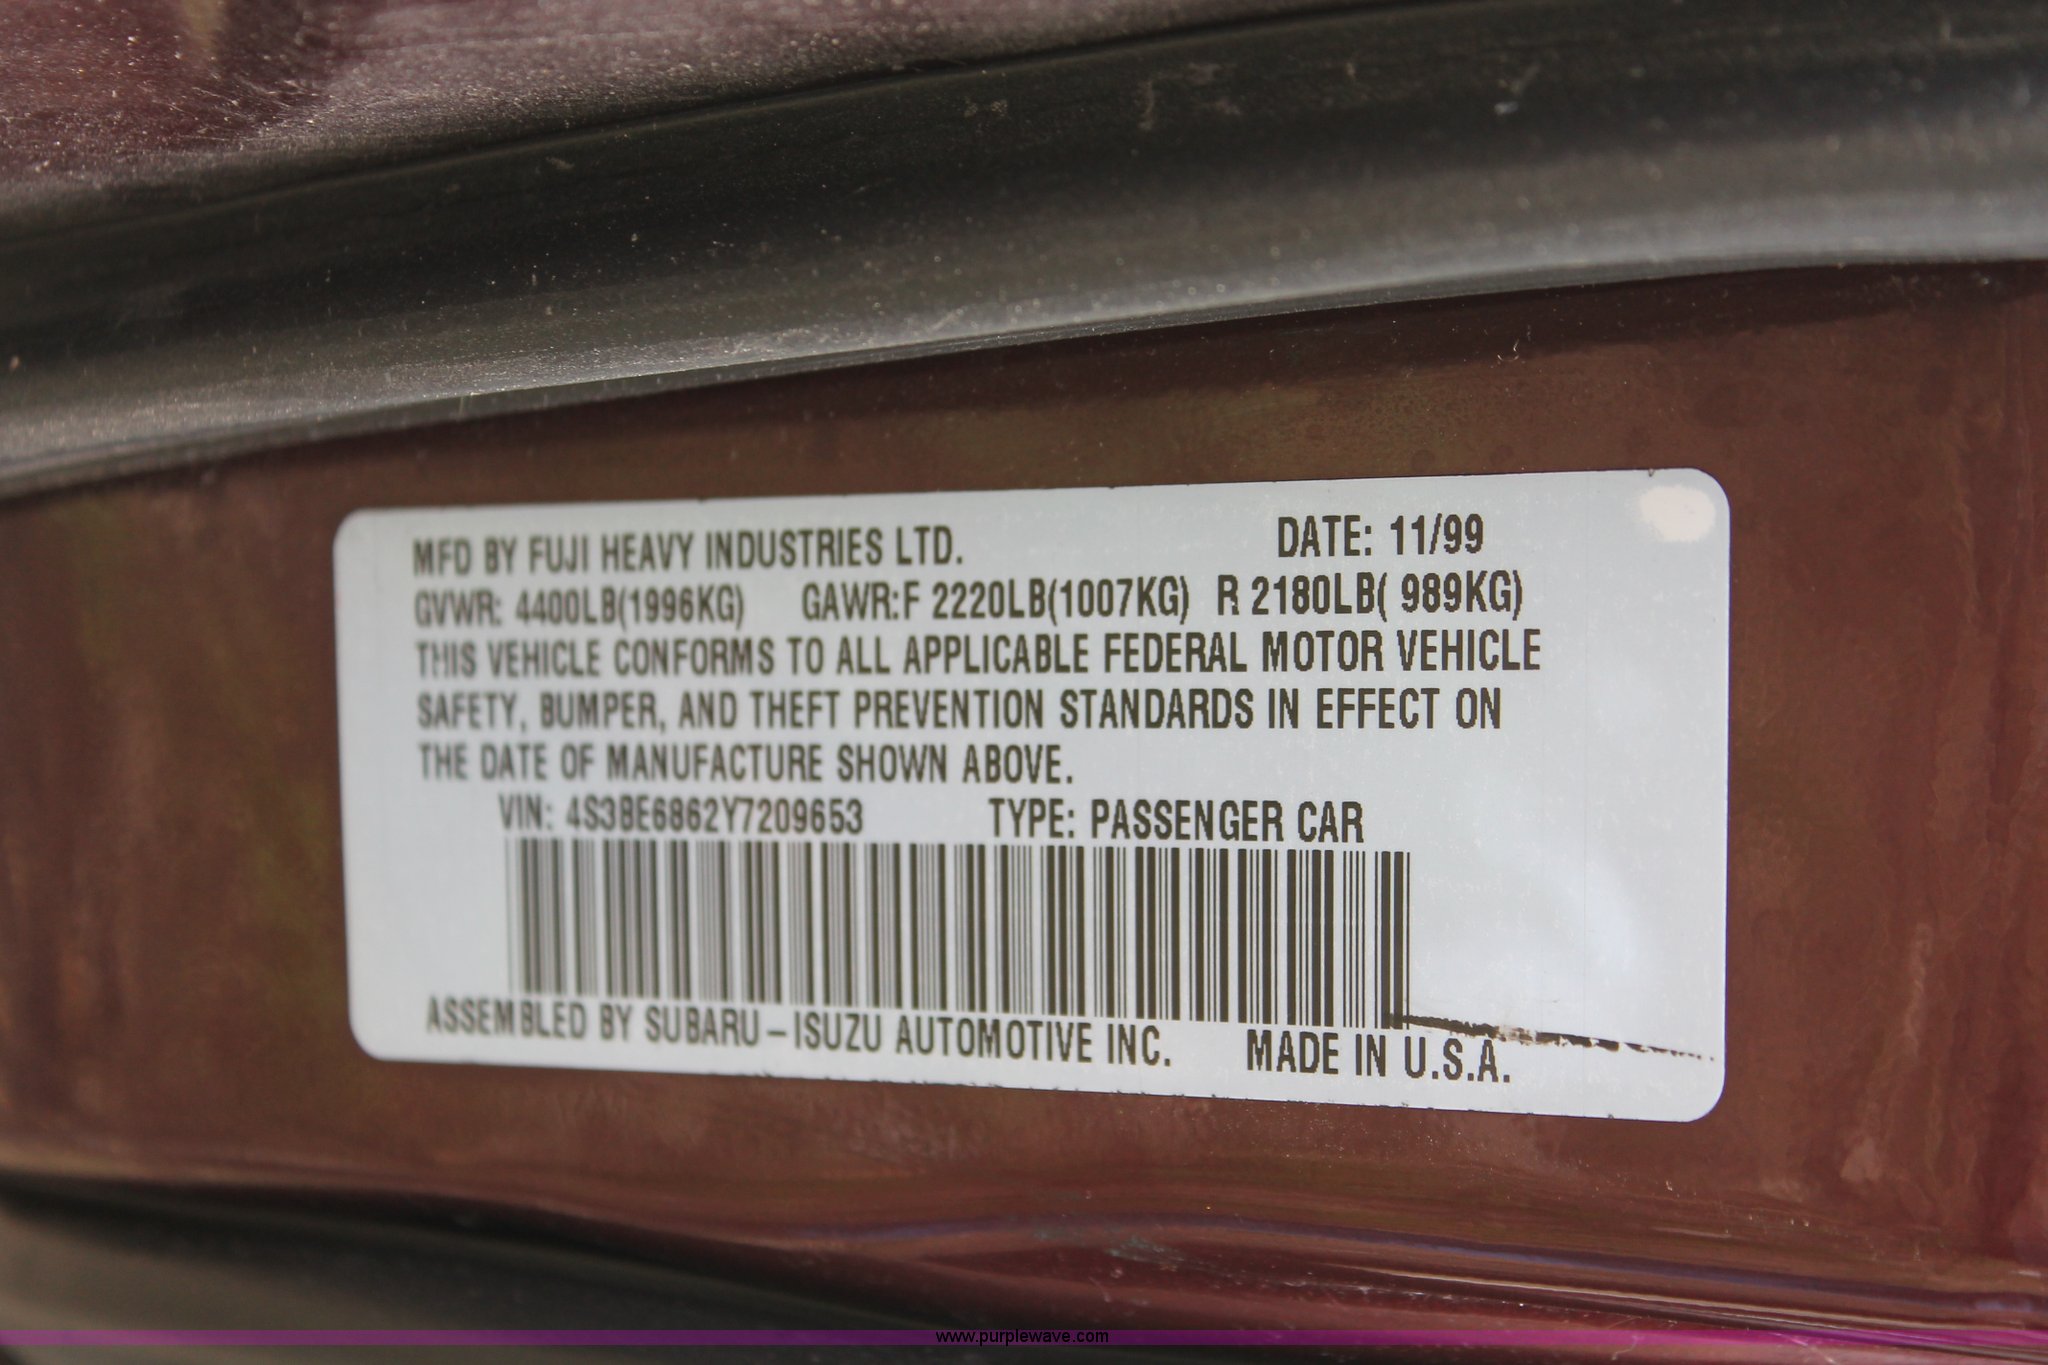 MFD BY FUJI HEAVY INDUSTRIES LTD. DATE: 11/99
GVWR: 4400LB(1996KG) GAWR:F 2220LB(1007KG) R 2180LB( 989KG)
THIS VEHICLE CONFORMS TO ALL APPLICABLE FEDERAL MOTOR VEHICLE
SAFETY, BUMPER, AND THEFT PREVENTION STANDARDS IN EFFECT ON
THE DATE OF MANUFACTURE SHOWN ABOVE.
VIN: 4S3BE6862Y7209653 TYPE: PASSENGER CAR
ASSEMBLED BY SUBARU-ISUZU AUTOMOTIVE INC. MADE IN U.S.A.
www.purplewave.com